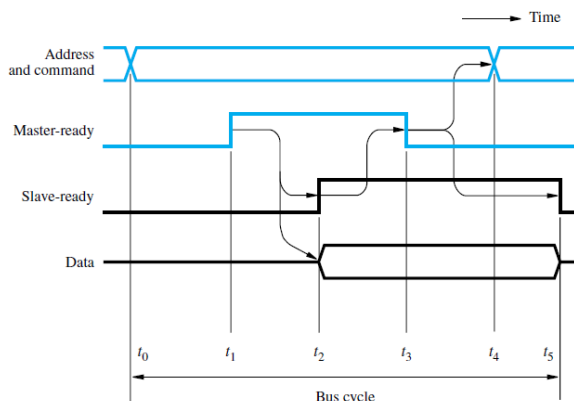 Time
Address
and command
Master-ready
Slave-ready
Data
t0 t1 t2 t3 t4 t5
Bus cycle